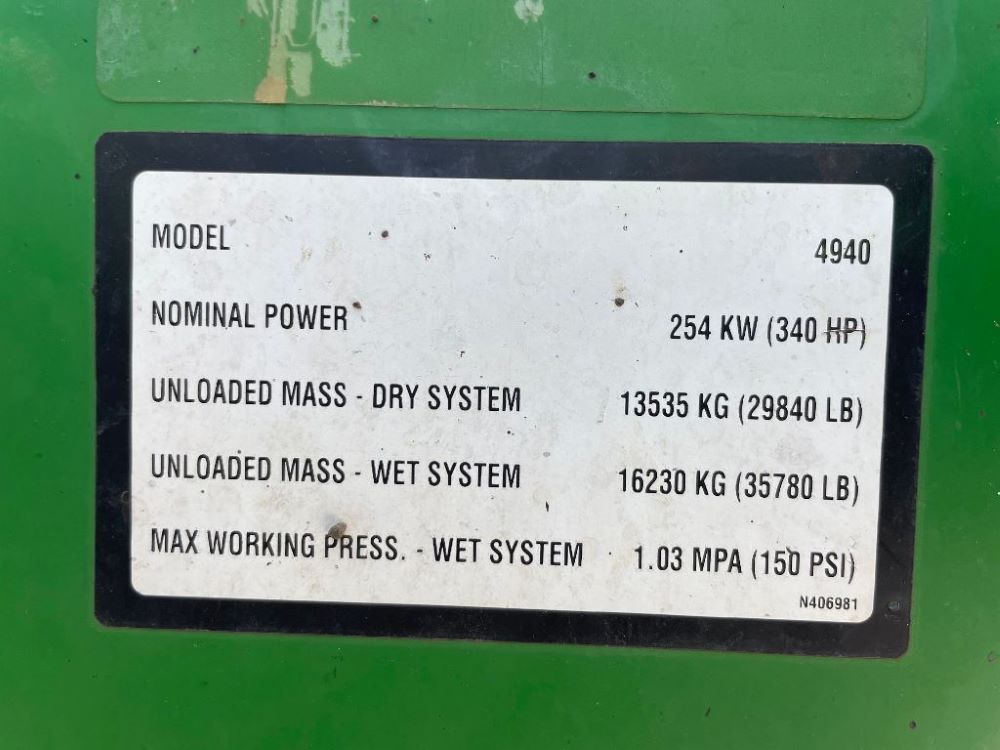 MODEL 4940
NOMINAL POWER 254 KW (340 HP)
UNLOADED MASS - DRY SYSTEM 13535 KG (29840 LB)
UNLOADED MASS - WET SYSTEM 16230 KG (35780 LB)
MAX WORKING PRESS. - WET SYSTEM 1.03 MPA (150 PSI)
N406981